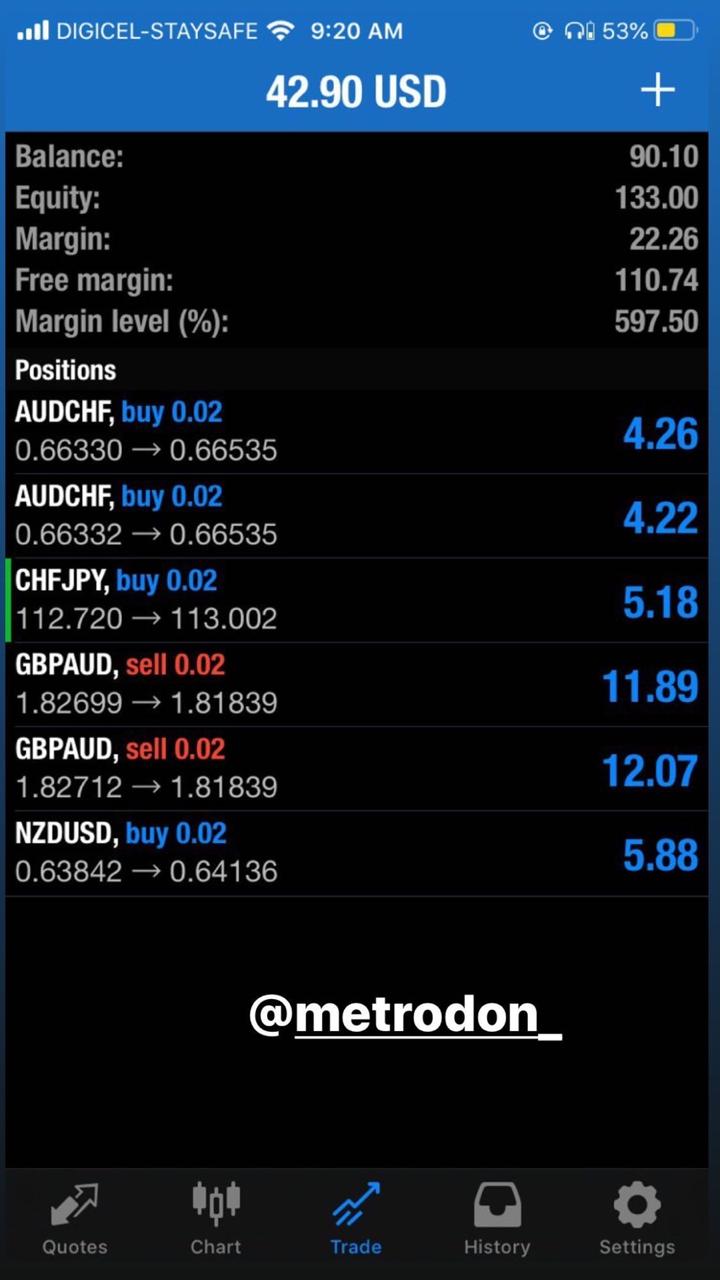 DIGICEL-STAYSAFE 9:20 AM 53%
42.90 USD +
Balance: 90.10
Equity: 133.00
Margin: 22.26
Free margin: 110.74
Margin level (%): 597.50
Positions
AUDCHF, buy 0.02 4.26
0.66330 → 0.66535
AUDCHF, buy 0.02 4.22
0.66332 → 0.66535
CHFJPY, buy 0.02 5.18
112.720 → 113.002
GBPAUD, sell 0.02 11.89
1.82699 → 1.81839
GBPAUD, sell 0.02 12.07
1.82712 → 1.81839
NZDUSD, buy 0.02 5.88
0.63842 → 0.64136
@metrodon_
Quotes Chart Trade History Settings